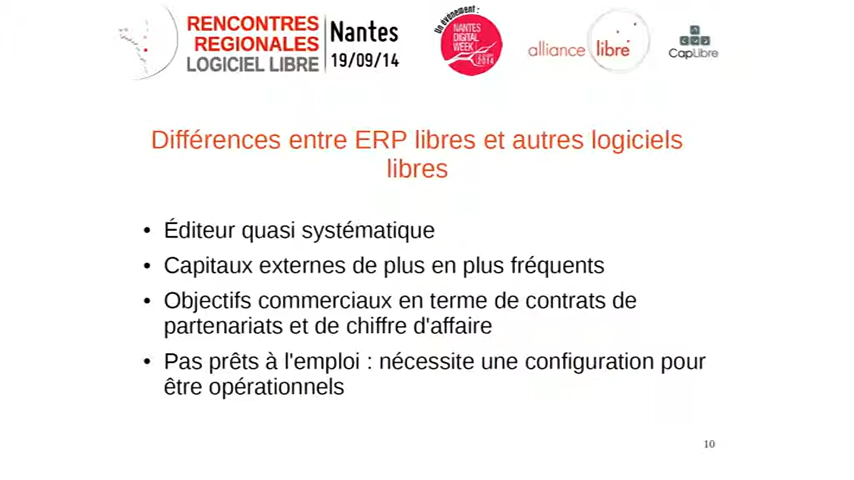 RENCONTRES
REGIONALES
LOGICIEL LIBRE
Nantes
19/09/14
Un événement :
NANTES
DIGITAL
WEEK
2014
alliance libre
CapLibre
Différences entre ERP libres et autres logiciels
libres
• Éditeur quasi systématique
• Capitaux externes de plus en plus fréquents
• Objectifs commerciaux en terme de contrats de
partenariats et de chiffre d'affaire
• Pas prêts à l'emploi : nécessite une configuration pour
être opérationnels
10